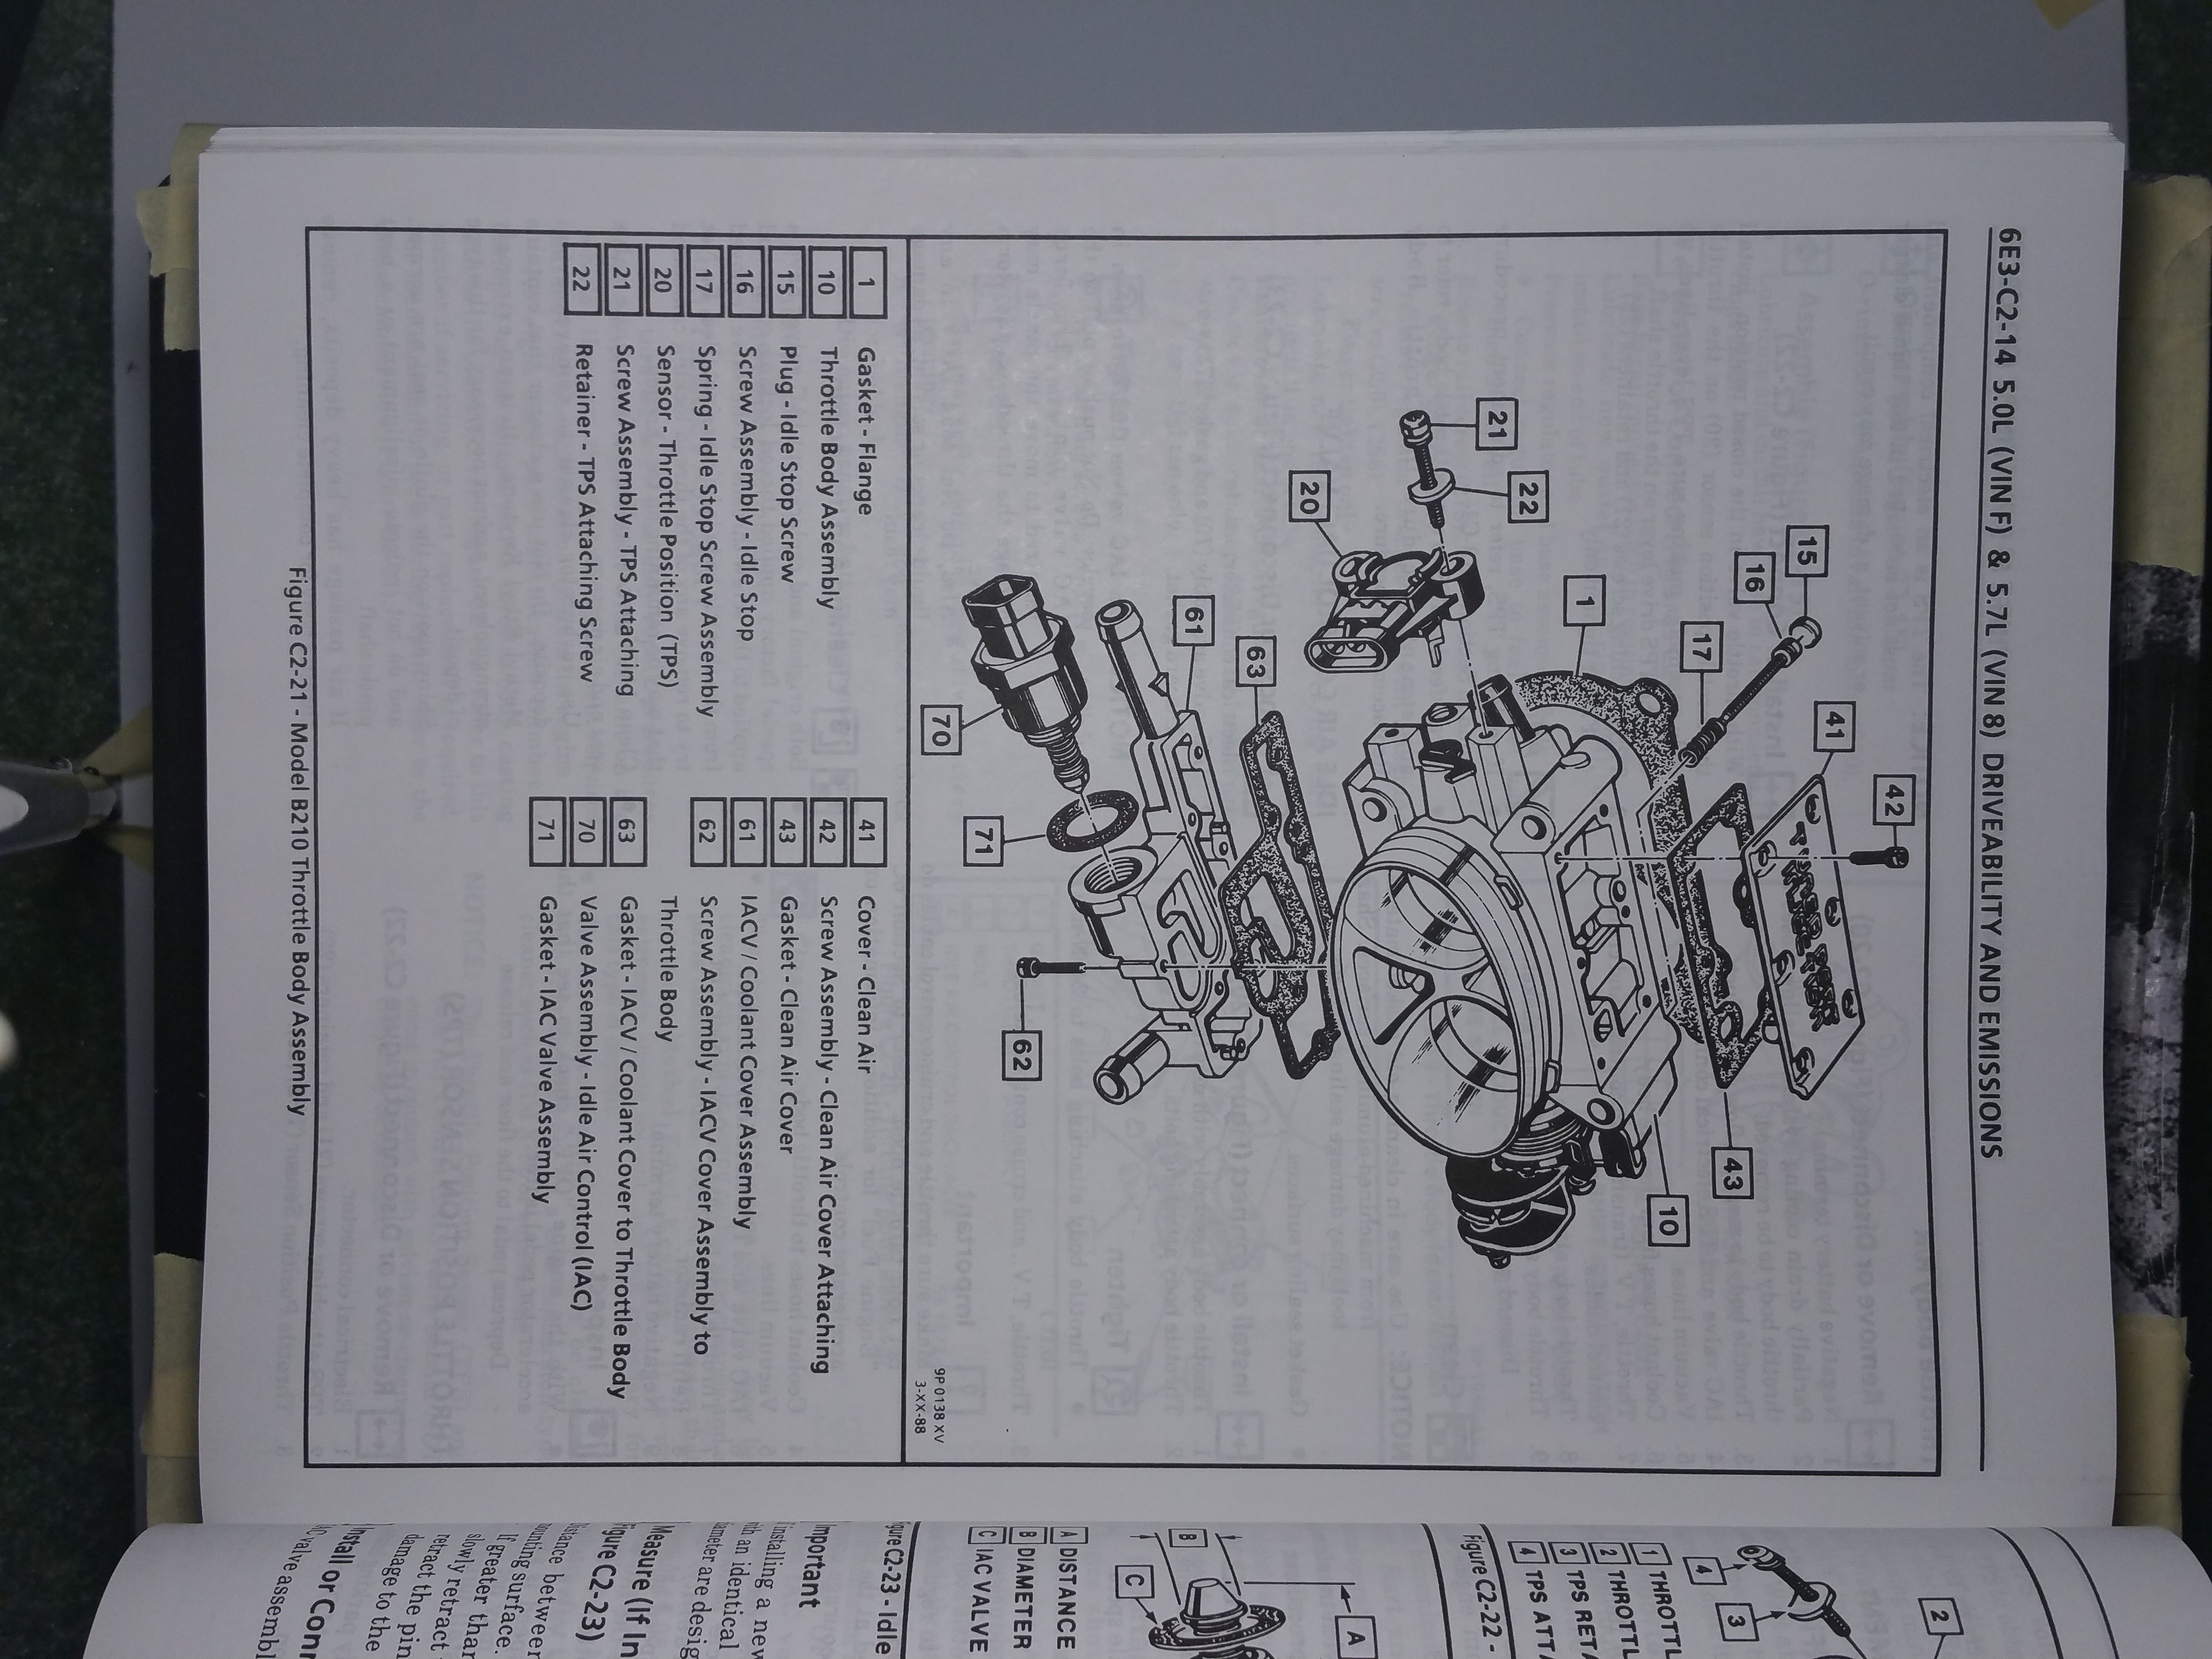 6E3-C2-14 5.0L (VIN F) & 5.7L (VIN 8) DRIVEABILITY AND EMISSIONS
42
41
15
16
17
43
22
21
1
10
20
63
61
70
71
62
TUNED PORT
9P 0138 XV
3-XX-88
1 Gasket - Flange
10 Throttle Body Assembly
15 Plug - Idle Stop Screw
16 Screw Assembly - Idle Stop
17 Spring - Idle Stop Screw Assembly
20 Sensor - Throttle Position (TPS)
21 Screw Assembly - TPS Attaching
22 Retainer - TPS Attaching Screw
41 Cover - Clean Air
42 Screw Assembly - Clean Air Cover Attaching
43 Gasket - Clean Air Cover
61 IACV / Coolant Cover Assembly
62 Screw Assembly - IACV Cover Assembly to
Throttle Body
63 Gasket - IACV / Coolant Cover to Throttle Body
70 Valve Assembly - Idle Air Control (IAC)
71 Gasket - IAC Valve Assembly
Figure C2-21 - Model B210 Throttle Body Assembly
2
4
3
1 THROTTL
2 THROTTL
3 TPS RETA
4 TPS ATTA
Figure C2-22 -
A
B
C
A DISTANCE
B DIAMETER
C IAC VALVE
gure C2-23 - Idle
mportant
installing a new
ith an identical
ameter are desig
Measure (If In
Figure C2-23)
istance between
ounting surface.
If greater than
slowly retract
retract the pin
damage to the
Install or Conn
valve assembl